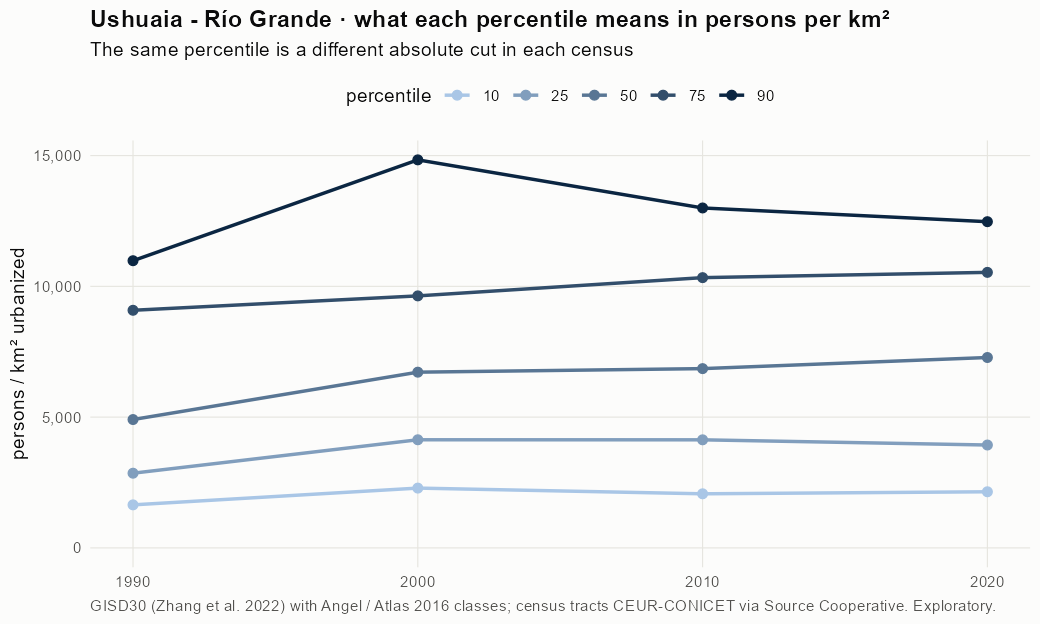 Ushuaia - Río Grande · what each percentile means in persons per km²
The same percentile is a different absolute cut in each census
percentile 10 25 50 75 90
persons / km² urbanized
15,000
10,000
5,000
0
1990 2000 2010 2020
GISD30 (Zhang et al. 2022) with Angel / Atlas 2016 classes; census tracts CEUR-CONICET via Source Cooperative. Exploratory.